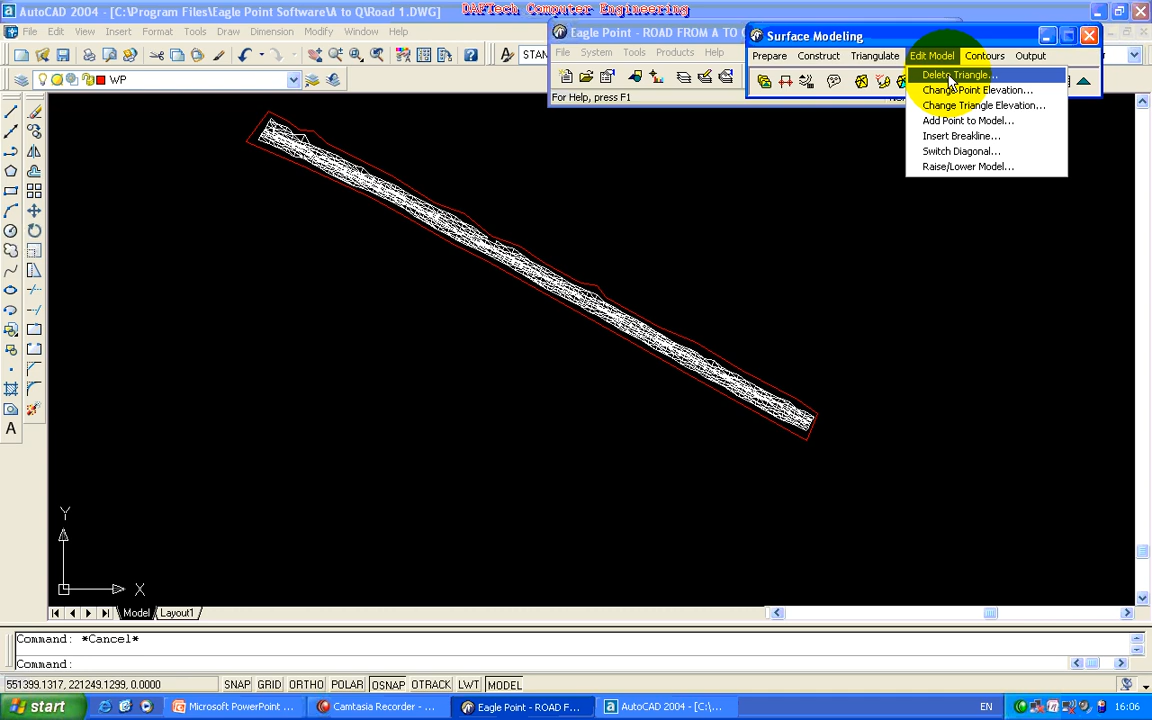 AutoCAD 2004 - [C:\Program Files\Eagle Point Software\A to Q\Road 1.DWG]
DAFTech Computer Engineering
File Edit View Insert Format Tools Draw Dimension Modify Window Help
Eagle Point - ROAD FROM A TO
File System Tools Products Help
For Help, press F1
Surface Modeling
Prepare Construct Triangulate Edit Model Contours Output
Delete Triangle...
Change Point Elevation...
Change Triangle Elevation...
Add Point to Model...
Insert Breakline...
Switch Diagonal...
Raise/Lower Model...
STAN
WP
A
Y
X
Model Layout1
Command: *Cancel*
Command:
551399.1317, 221249.1299, 0.0000 SNAP GRID ORTHO POLAR OSNAP OTRACK LWT MODEL
start Microsoft PowerPoint ... Camtasia Recorder - ... Eagle Point - ROAD F... AutoCAD 2004 - [C:\... EN 16:06